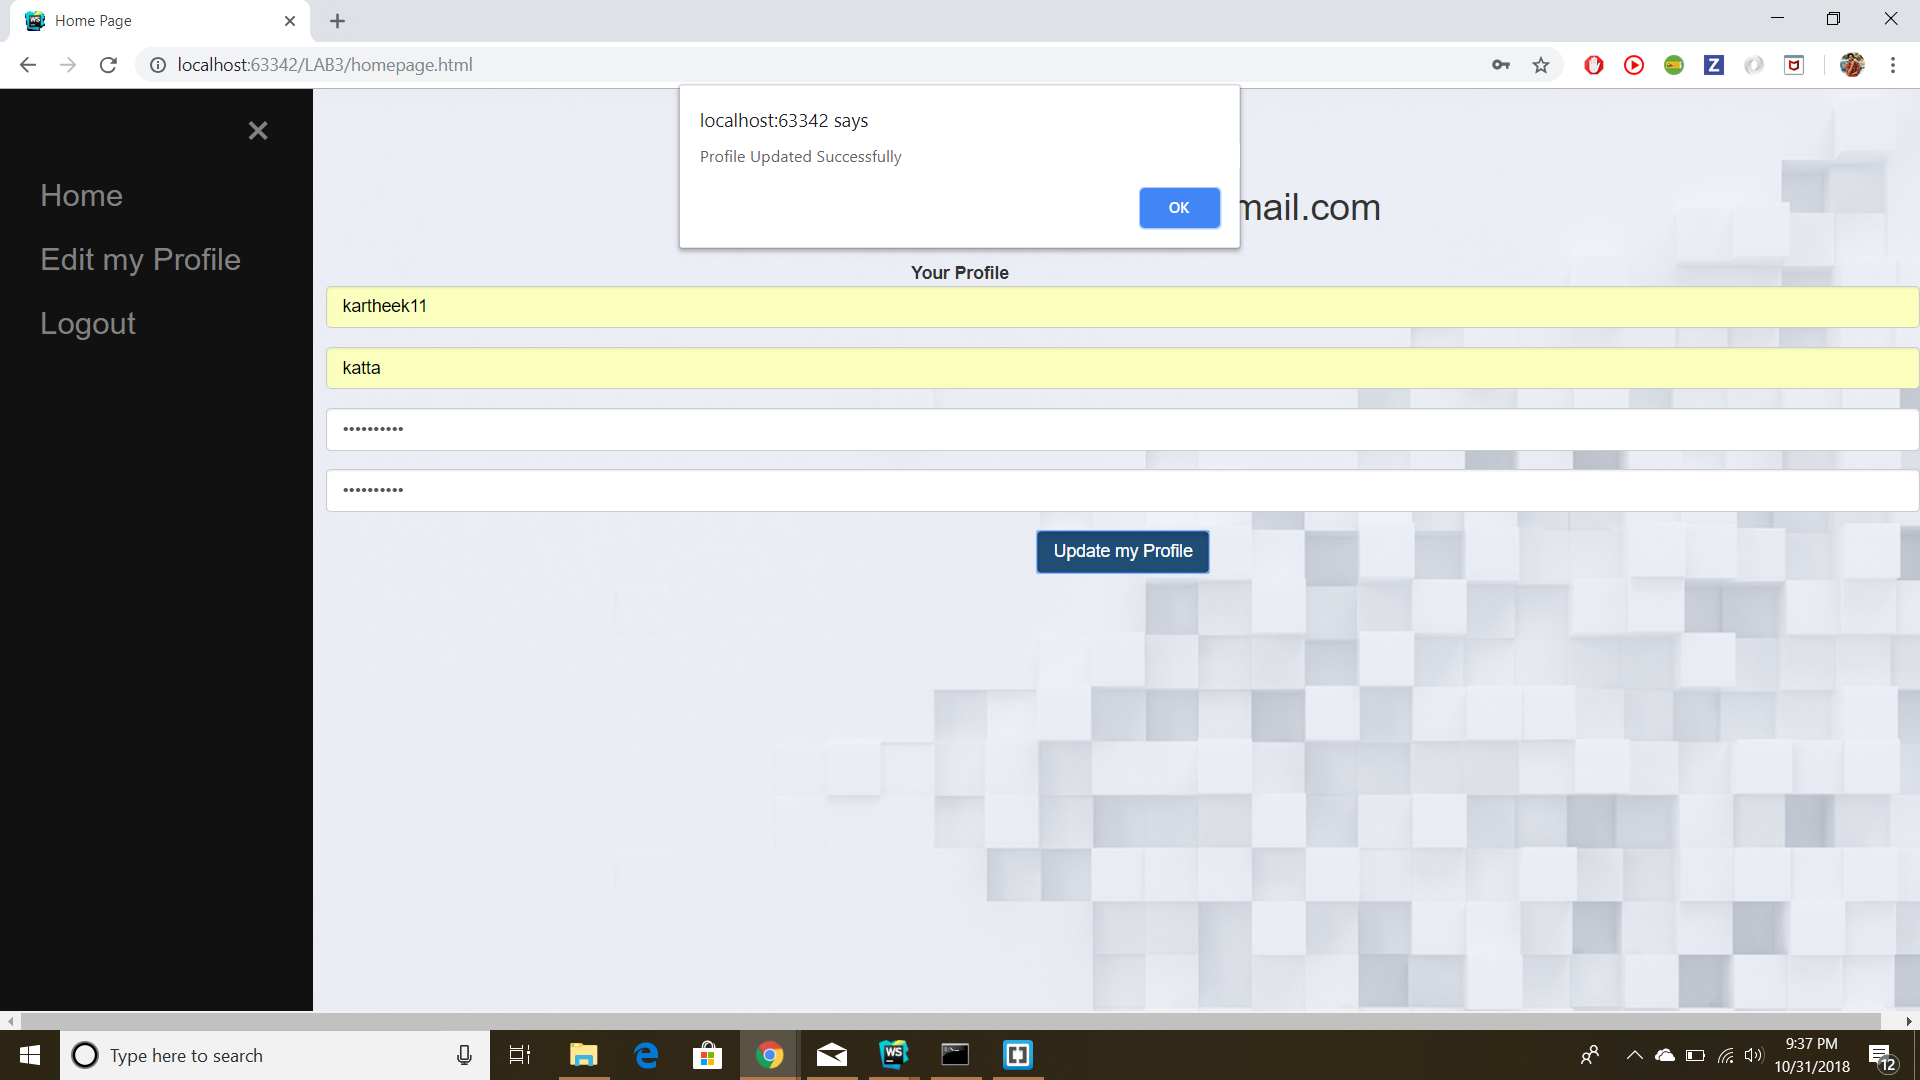 Home Page
localhost:63342/LAB3/homepage.html
localhost:63342 says
Profile Updated Successfully
OK
mail.com
Home
Edit my Profile
Logout
Your Profile
kartheek11
katta
••••••••••
••••••••••
Update my Profile
Type here to search
9:37 PM
10/31/2018
12
WS
WS
Z